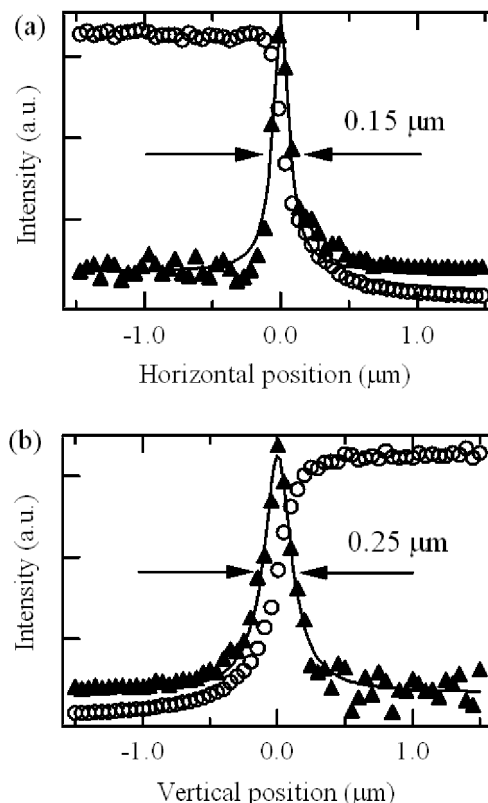 (a)
Intensity (a.u.)
0.15 μm
-1.0 0.0 1.0
Horizontal position (μm)
(b)
Intensity (a.u.)
0.25 μm
-1.0 0.0 1.0
Vertical position (μm)